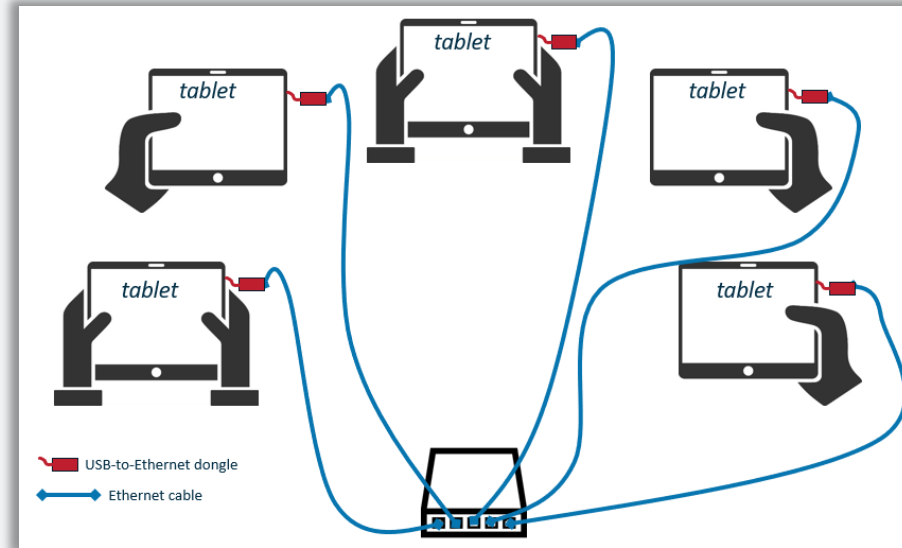 tablet
tablet
tablet
tablet
tablet
USB-to-Ethernet dongle
Ethernet cable